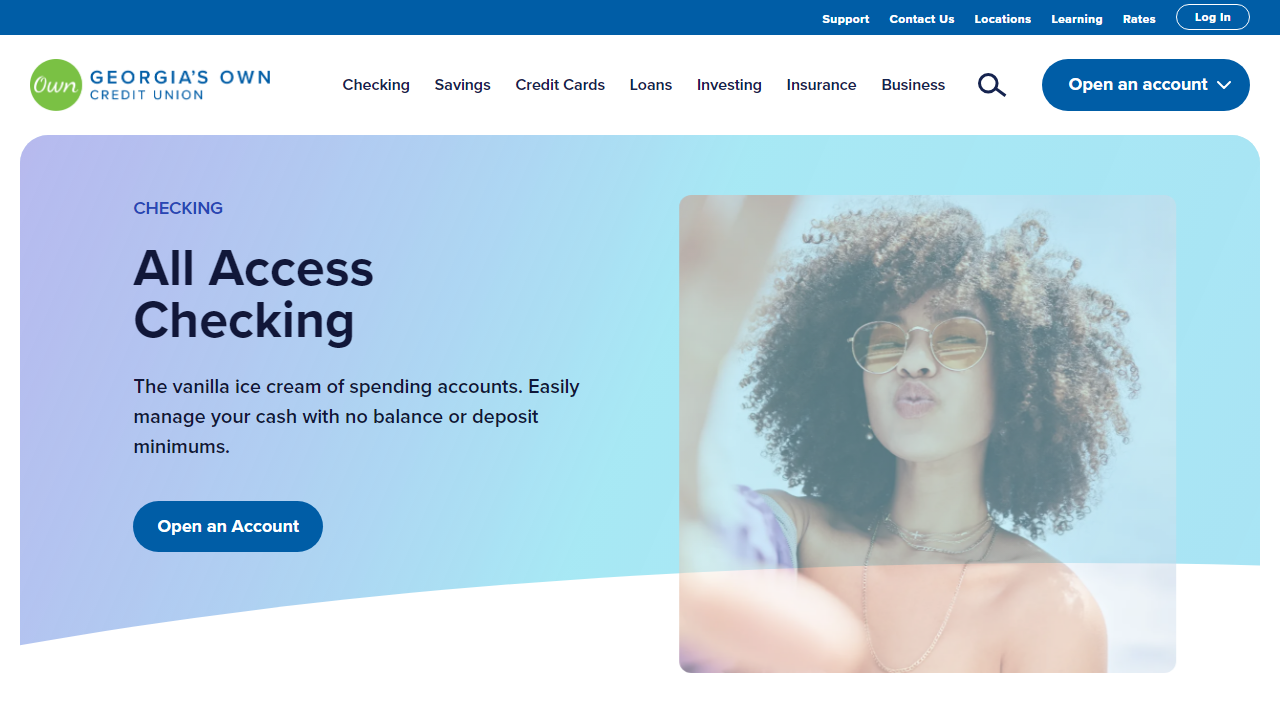 Support Contact Us Locations Learning Rates Log In
Own GEORGIA'S OWN
CREDIT UNION
Checking Savings Credit Cards Loans Investing Insurance Business Open an account
CHECKING
All Access
Checking
The vanilla ice cream of spending accounts. Easily
manage your cash with no balance or deposit
minimums.
Open an Account